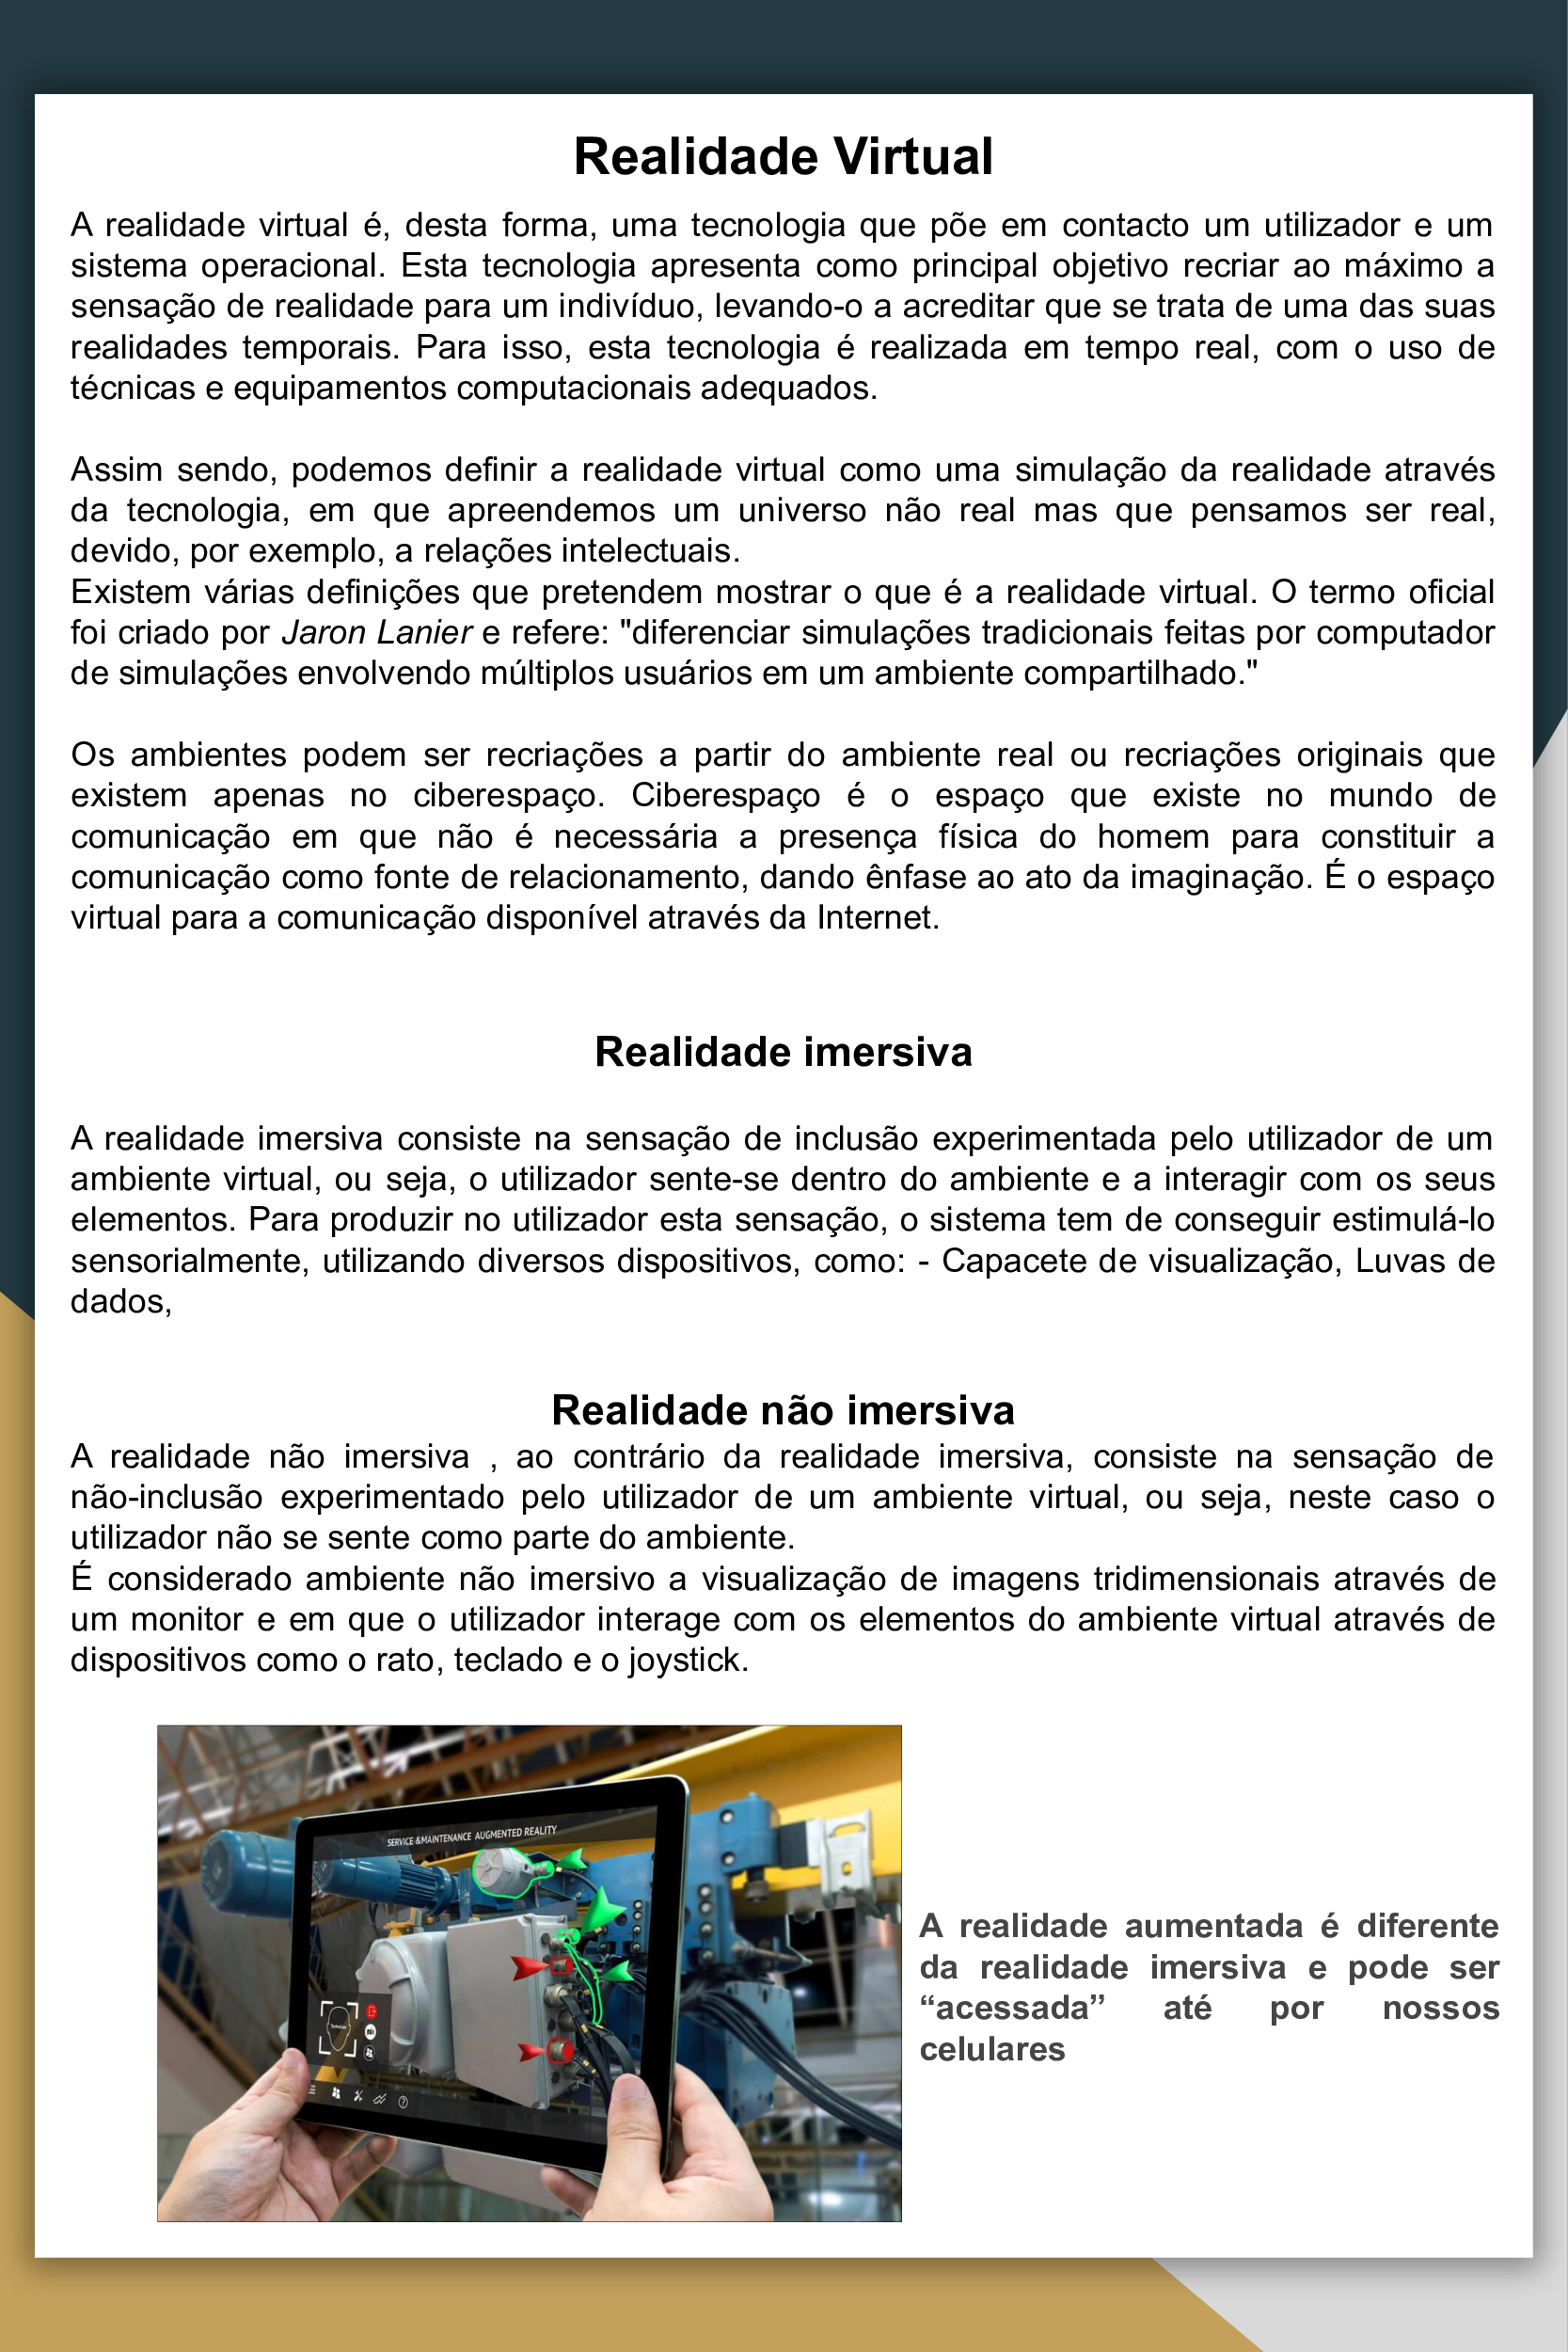 Realidade Virtual
A realidade virtual é, desta forma, uma tecnologia que põe em contacto um utilizador e um
sistema operacional. Esta tecnologia apresenta como principal objetivo recriar ao máximo a
sensação de realidade para um indivíduo, levando-o a acreditar que se trata de uma das suas
realidades temporais. Para isso, esta tecnologia é realizada em tempo real, com o uso de
técnicas e equipamentos computacionais adequados.
Assim sendo, podemos definir a realidade virtual como uma simulação da realidade através
da tecnologia, em que apreendemos um universo não real mas que pensamos ser real,
devido, por exemplo, a relações intelectuais.
Existem várias definições que pretendem mostrar o que é a realidade virtual. O termo oficial
foi criado por Jaron Lanier e refere: "diferenciar simulações tradicionais feitas por computador
de simulações envolvendo múltiplos usuários em um ambiente compartilhado."
Os ambientes podem ser recriações a partir do ambiente real ou recriações originais que
existem apenas no ciberespaço. Ciberespaço é o espaço que existe no mundo de
comunicação em que não é necessária a presença física do homem para constituir a
comunicação como fonte de relacionamento, dando ênfase ao ato da imaginação. É o espaço
virtual para a comunicação disponível através da Internet.
Realidade imersiva
A realidade imersiva consiste na sensação de inclusão experimentada pelo utilizador de um
ambiente virtual, ou seja, o utilizador sente-se dentro do ambiente e a interagir com os seus
elementos. Para produzir no utilizador esta sensação, o sistema tem de conseguir estimulá-lo
sensorialmente, utilizando diversos dispositivos, como: - Capacete de visualização, Luvas de
dados,
Realidade não imersiva
A realidade não imersiva , ao contrário da realidade imersiva, consiste na sensação de
não-inclusão experimentado pelo utilizador de um ambiente virtual, ou seja, neste caso o
utilizador não se sente como parte do ambiente.
É considerado ambiente não imersivo a visualização de imagens tridimensionais através de
um monitor e em que o utilizador interage com os elementos do ambiente virtual através de
dispositivos como o rato, teclado e o joystick.
SERVICE &MAINTENANCE AUGMENTED REALITY
A realidade aumentada é diferente
da realidade imersiva e pode ser
“acessada” até por nossos
celulares